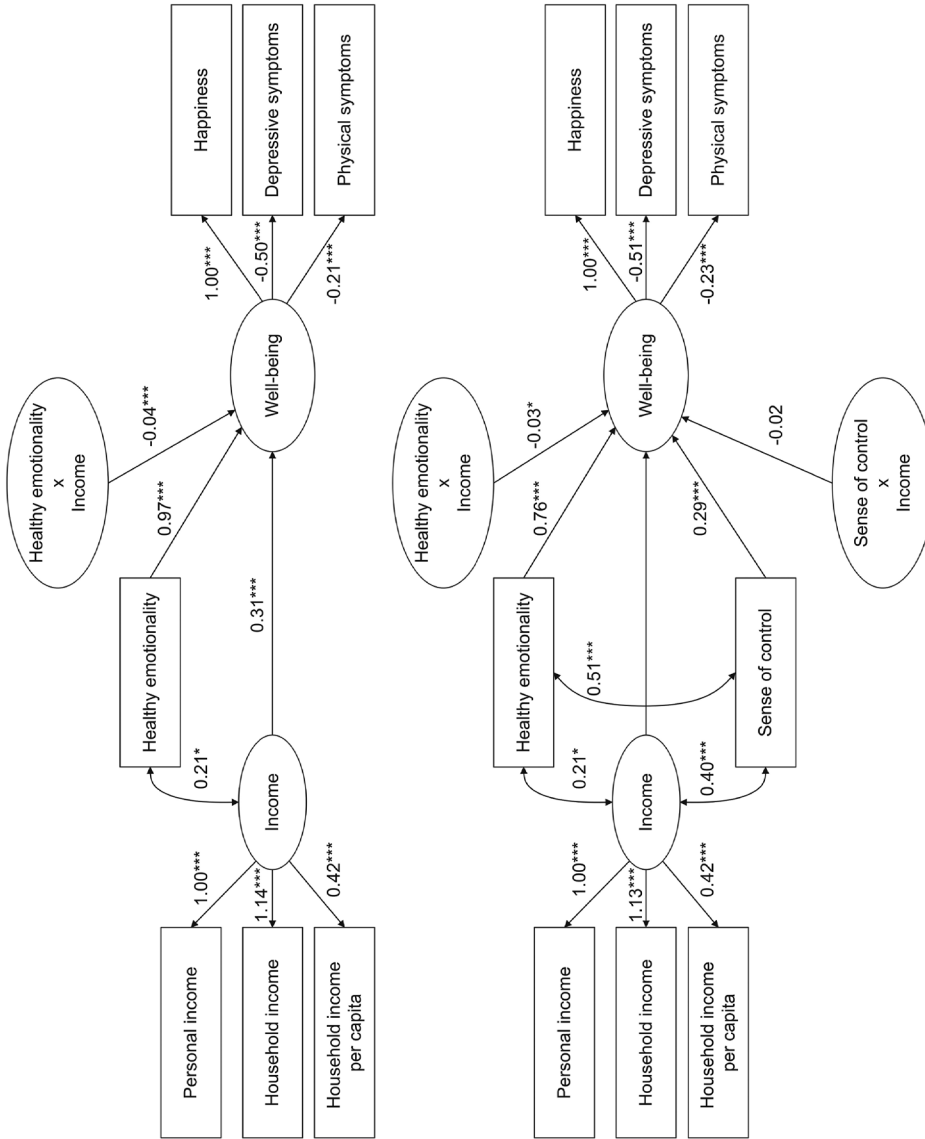 Healthy emotionality
x
Income
-0.04***
Healthy emotionality
0.97***
0.21*
Personal income
1.00***
Happiness
1.00***
Household income
1.14***
Income
0.31***
Well-being
-0.50***
Depressive symptoms
Household income
per capita
0.42***
-0.21***
Physical symptoms
Healthy emotionality
x
Income
-0.03*
Healthy emotionality
0.76***
0.21*
0.51***
Personal income
1.00***
Happiness
1.00***
Household income
1.13***
Income
Well-being
-0.51***
Depressive symptoms
Household income
per capita
0.42***
-0.23***
Physical symptoms
0.40***
Sense of control
0.29***
-0.02
Sense of control
x
Income